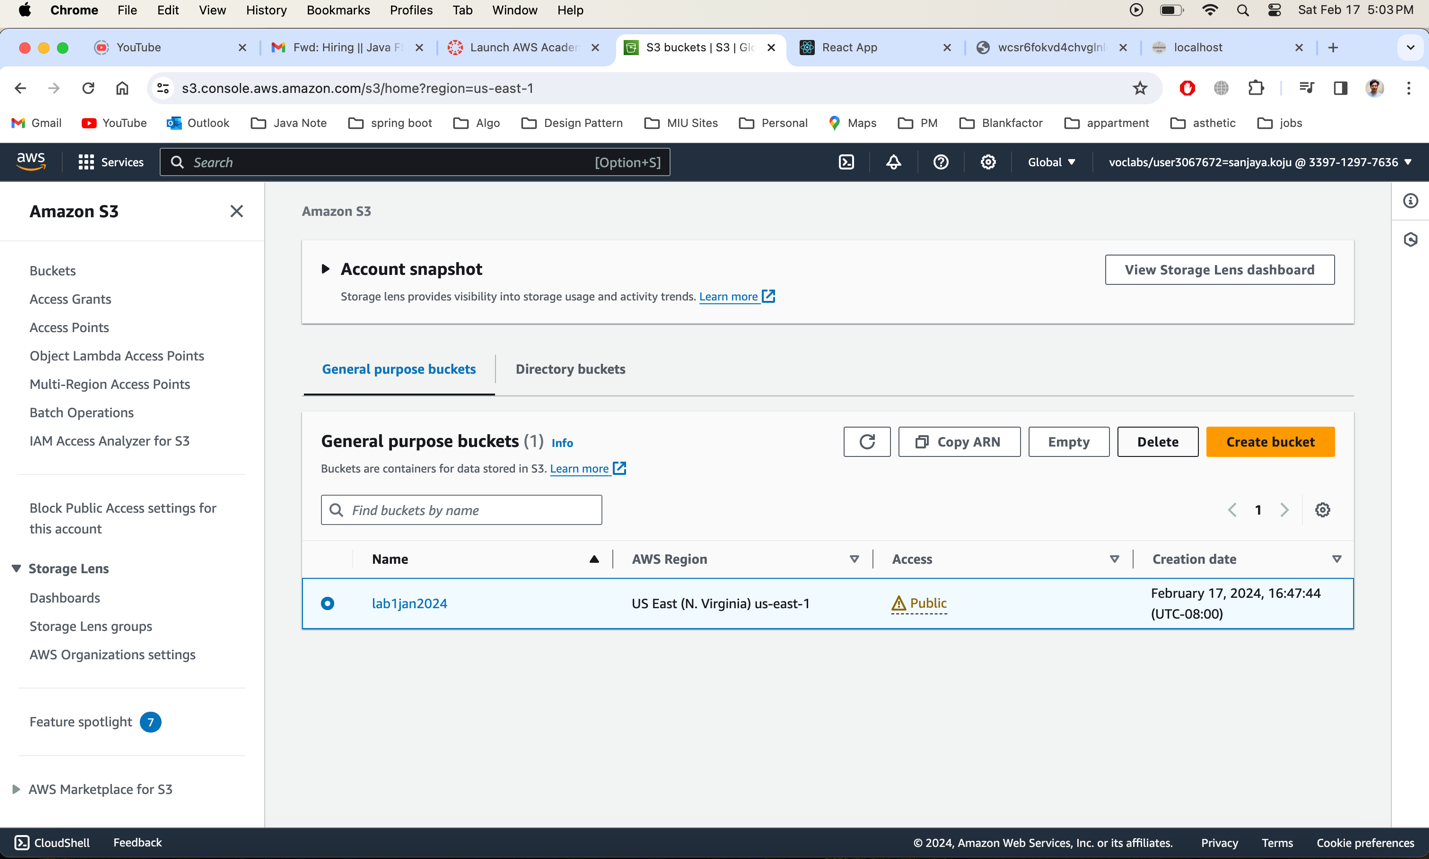 Chrome File Edit View History Bookmarks Profiles Tab Window Help Sat Feb 17 5:03 PM
YouTube Fwd: Hiring || Java F Launch AWS Acade S3 buckets | S3 | Gl React App localhost
s3.console.aws.amazon.com/s3/home?region=us-east-1
Gmail YouTube Outlook Java Note spring boot Algo Design Pattern MIU Sites Personal Maps PM Blankfactor appartment asthetic jobs
aws Services Search [Option+S] Global voclabs/user3067672=sanjaya.koju @ 3397-1297-7636
Amazon S3
Buckets
Access Grants
Access Points
Object Lambda Access Points
Multi-Region Access Points
Batch Operations
IAM Access Analyzer for S3
Block Public Access settings for
this account
Storage Lens
Dashboards
Storage Lens groups
AWS Organizations settings
Feature spotlight 7
AWS Marketplace for S3
Amazon S3
Account snapshot
View Storage Lens dashboard
Storage lens provides visibility into storage usage and activity trends. Learn more
General purpose buckets Directory buckets
General purpose buckets (1) Info
Copy ARN Empty Delete Create bucket
Buckets are containers for data stored in S3. Learn more
Find buckets by name
1
Name AWS Region Access Creation date
lab1jan2024 US East (N. Virginia) us-east-1 Public February 17, 2024, 16:47:44
(UTC-08:00)
CloudShell Feedback © 2024, Amazon Web Services, Inc. or its affiliates. Privacy Terms Cookie preferences